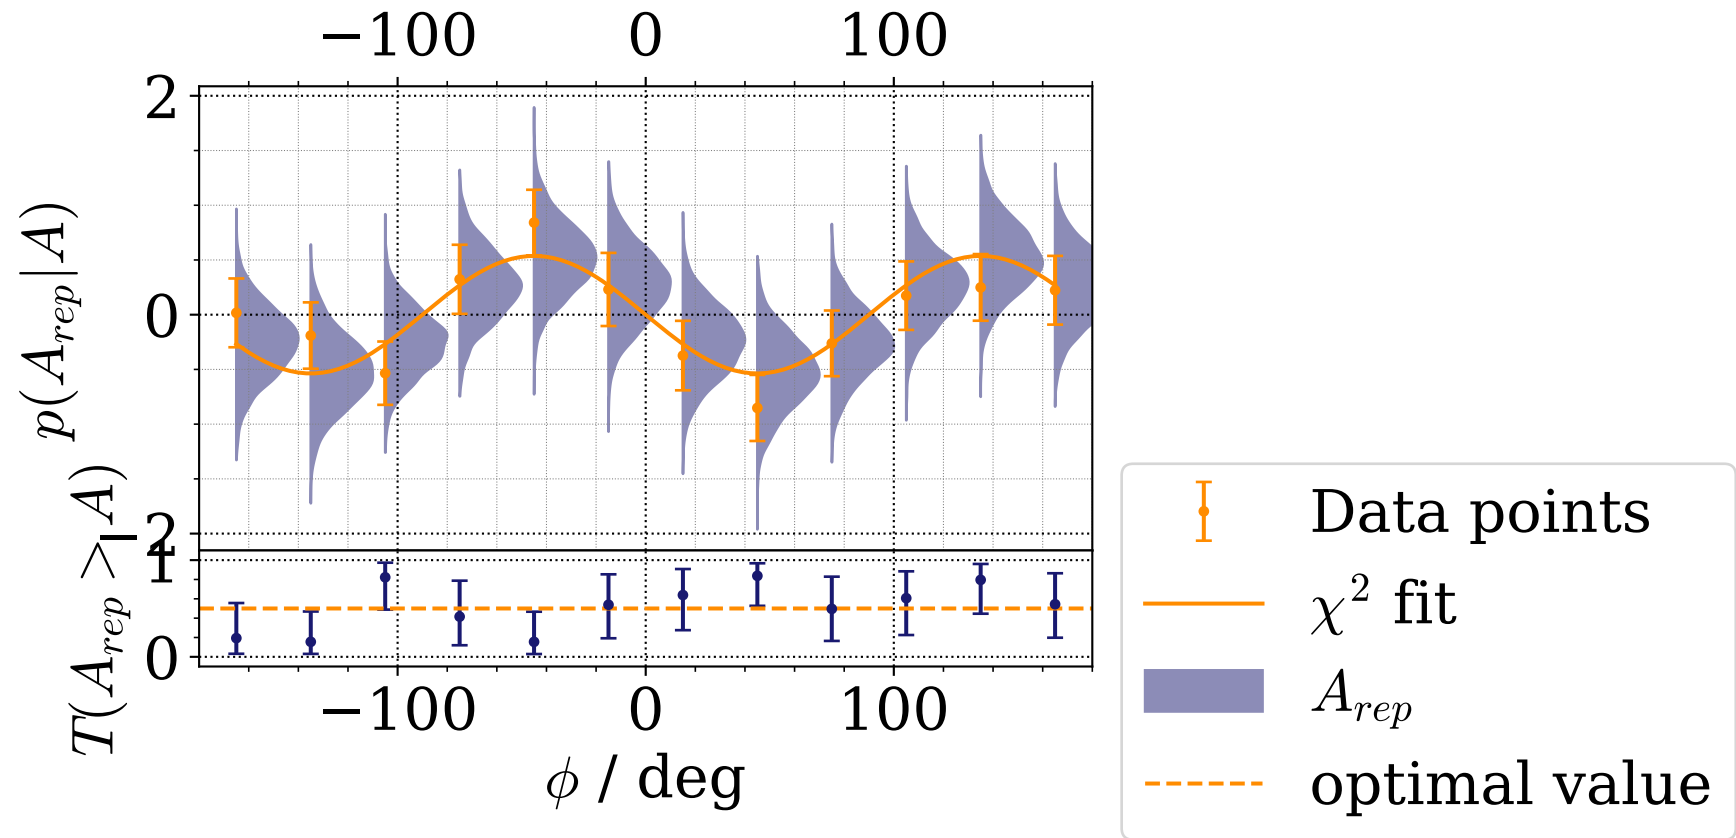 −100 0 100
2
0
−2
p(A_rep|A)
1
0
T(A_rep > A)
−100 0 100
ϕ / deg
Data points
χ² fit
A_rep
optimal value